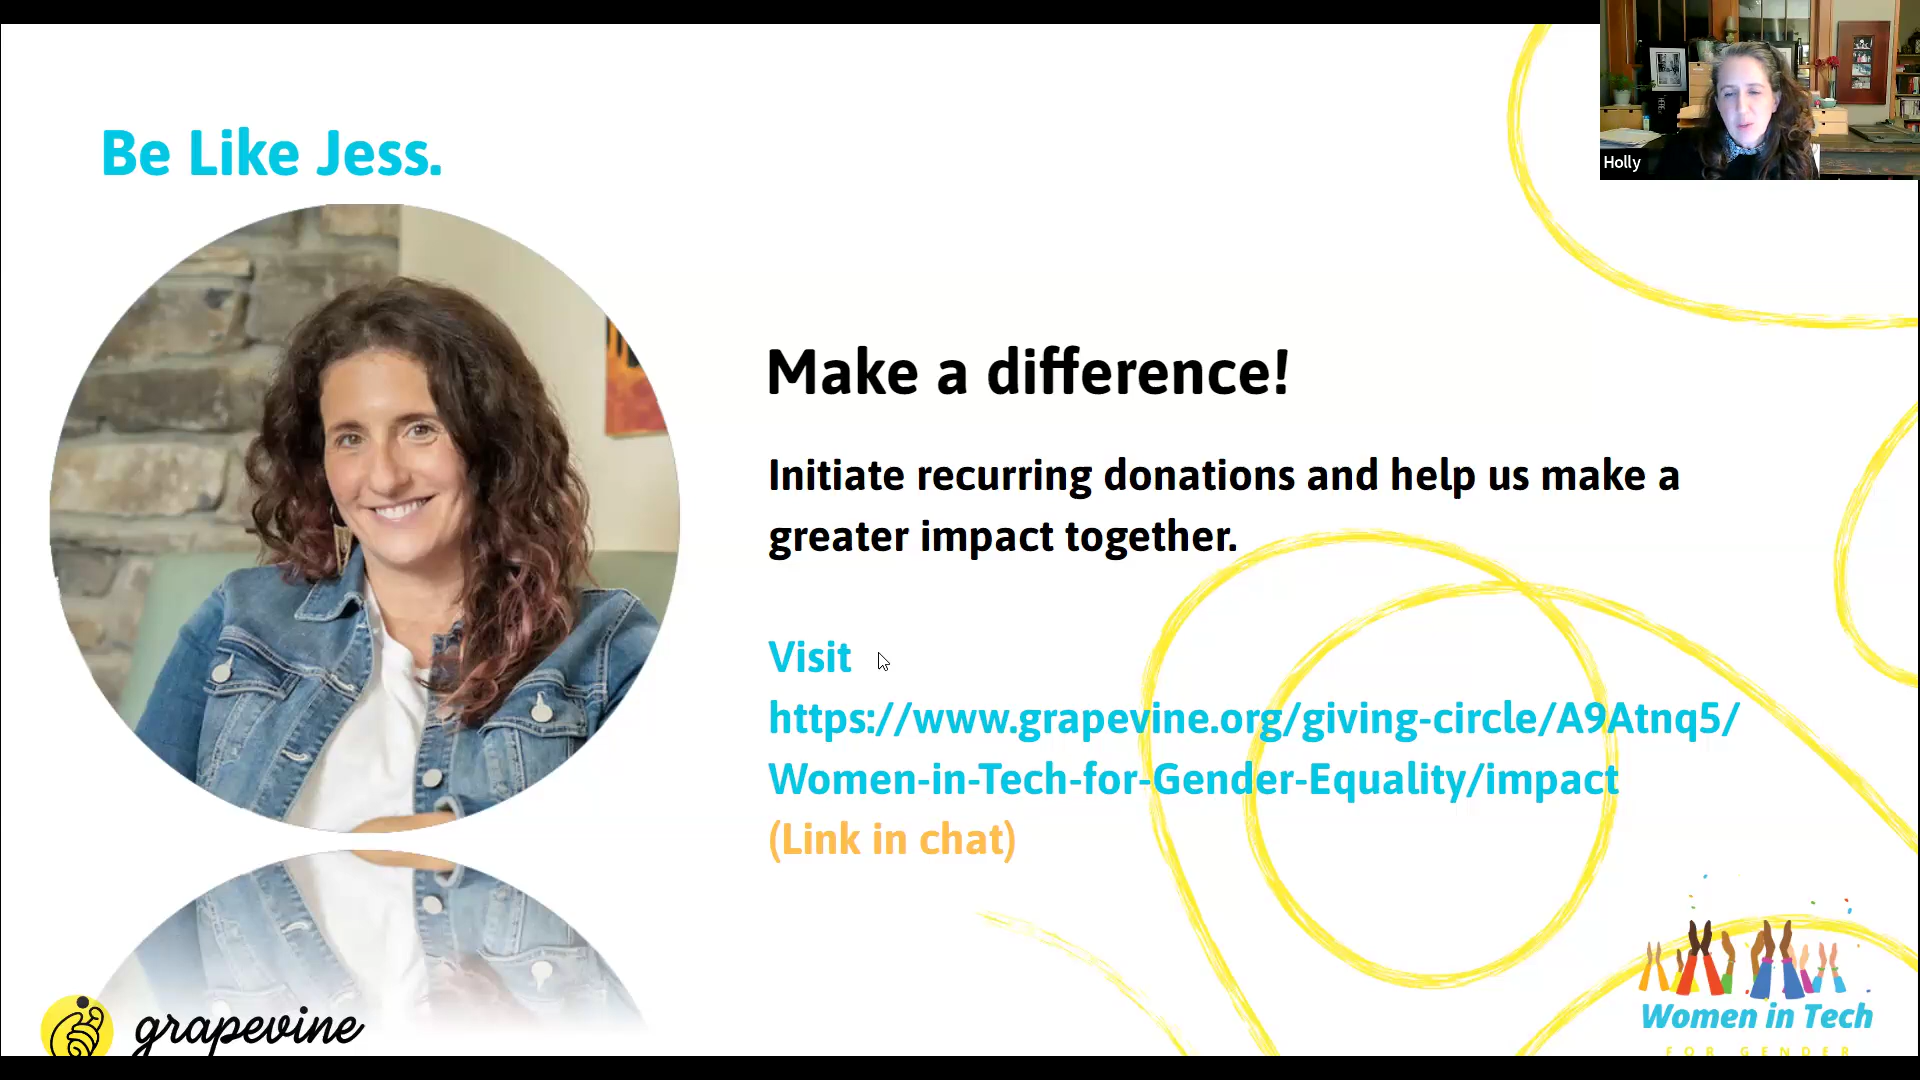 Be Like Jess.
Holly
Make a difference!
Initiate recurring donations and help us make a
greater impact together.
Visit
https://www.grapevine.org/giving-circle/A9Atnq5/
Women-in-Tech-for-Gender-Equality/impact
(Link in chat)
grapevine
Women in Tech
FOR GENDER